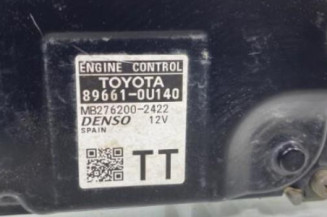 ENGINE CONTROL
TOYOTA
89661-0U140
MB276200-2422
DENSO 12V
SPAIN
TT